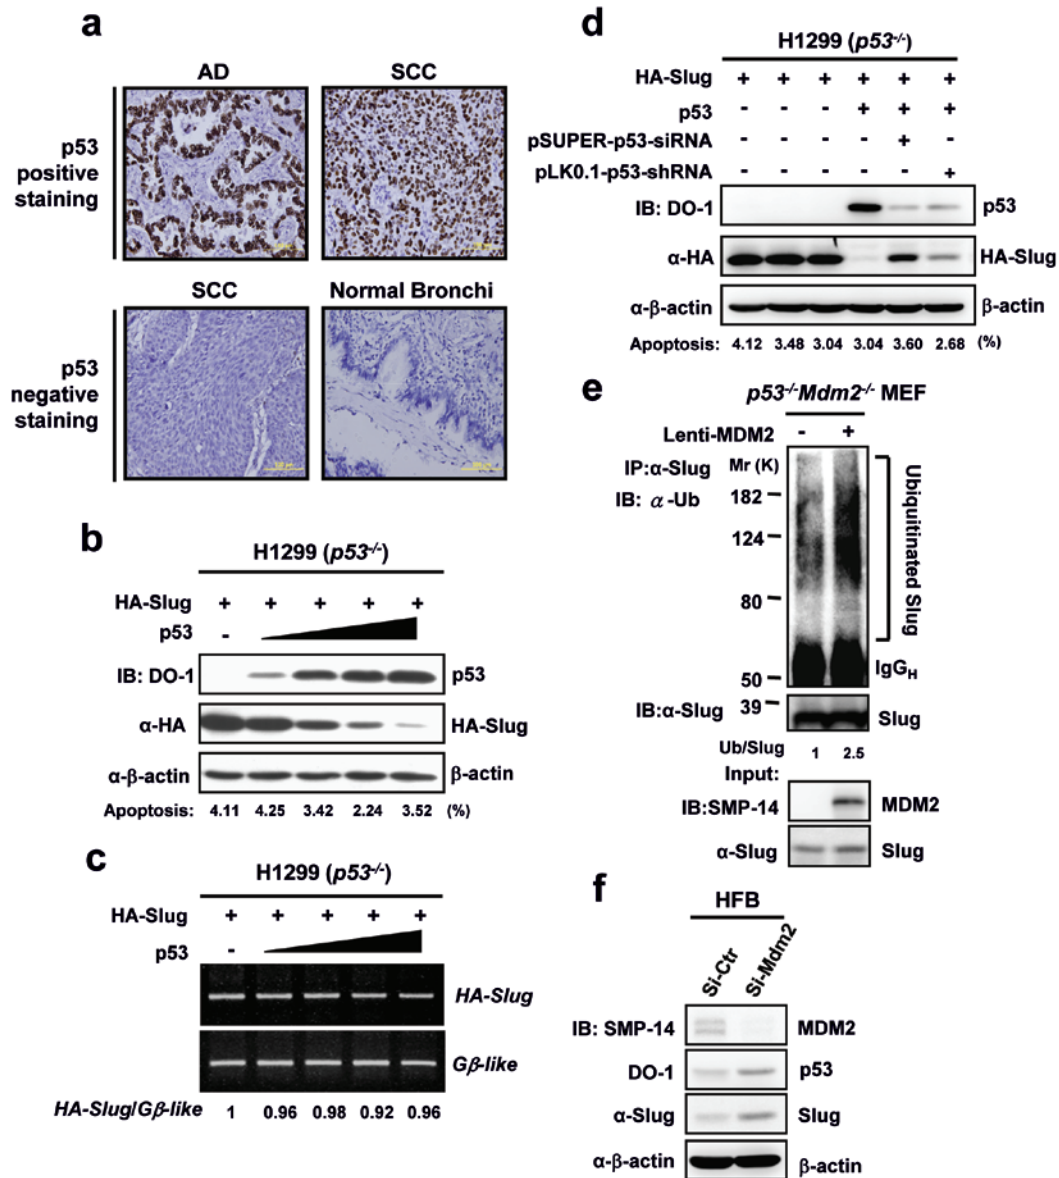 a
AD SCC
p53 positive staining
SCC Normal Bronchi
p53 negative staining
b
H1299 (p53-/-)
HA-Slug + + + + +
p53 -
IB: DO-1 p53
α-HA HA-Slug
α-β-actin β-actin
Apoptosis: 4.11 4.25 3.42 2.24 3.52 (%)
c
H1299 (p53-/-)
HA-Slug + + + + +
p53 -
HA-Slug
Gβ-like
HA-Slug/Gβ-like 1 0.96 0.98 0.92 0.96
d
H1299 (p53-/-)
HA-Slug + + + + + +
p53 - - - + + +
pSUPER-p53-siRNA - - - - + -
pLK0.1-p53-shRNA - - - - - +
IB: DO-1 p53
α-HA HA-Slug
α-β-actin β-actin
Apoptosis: 4.12 3.48 3.04 3.04 3.60 2.68 (%)
e
p53-/-Mdm2-/- MEF
Lenti-MDM2 - +
IP:α-Slug Mr (K)
IB: α-Ub 182
124
80
50
39
Ubiquitinated Slug
IgGH
IB:α-Slug Slug
Ub/Slug 1 2.5
Input:
IB:SMP-14 MDM2
α-Slug Slug
f
HFB
Si-Ctr Si-Mdm2
IB: SMP-14 MDM2
DO-1 p53
α-Slug Slug
α-β-actin β-actin